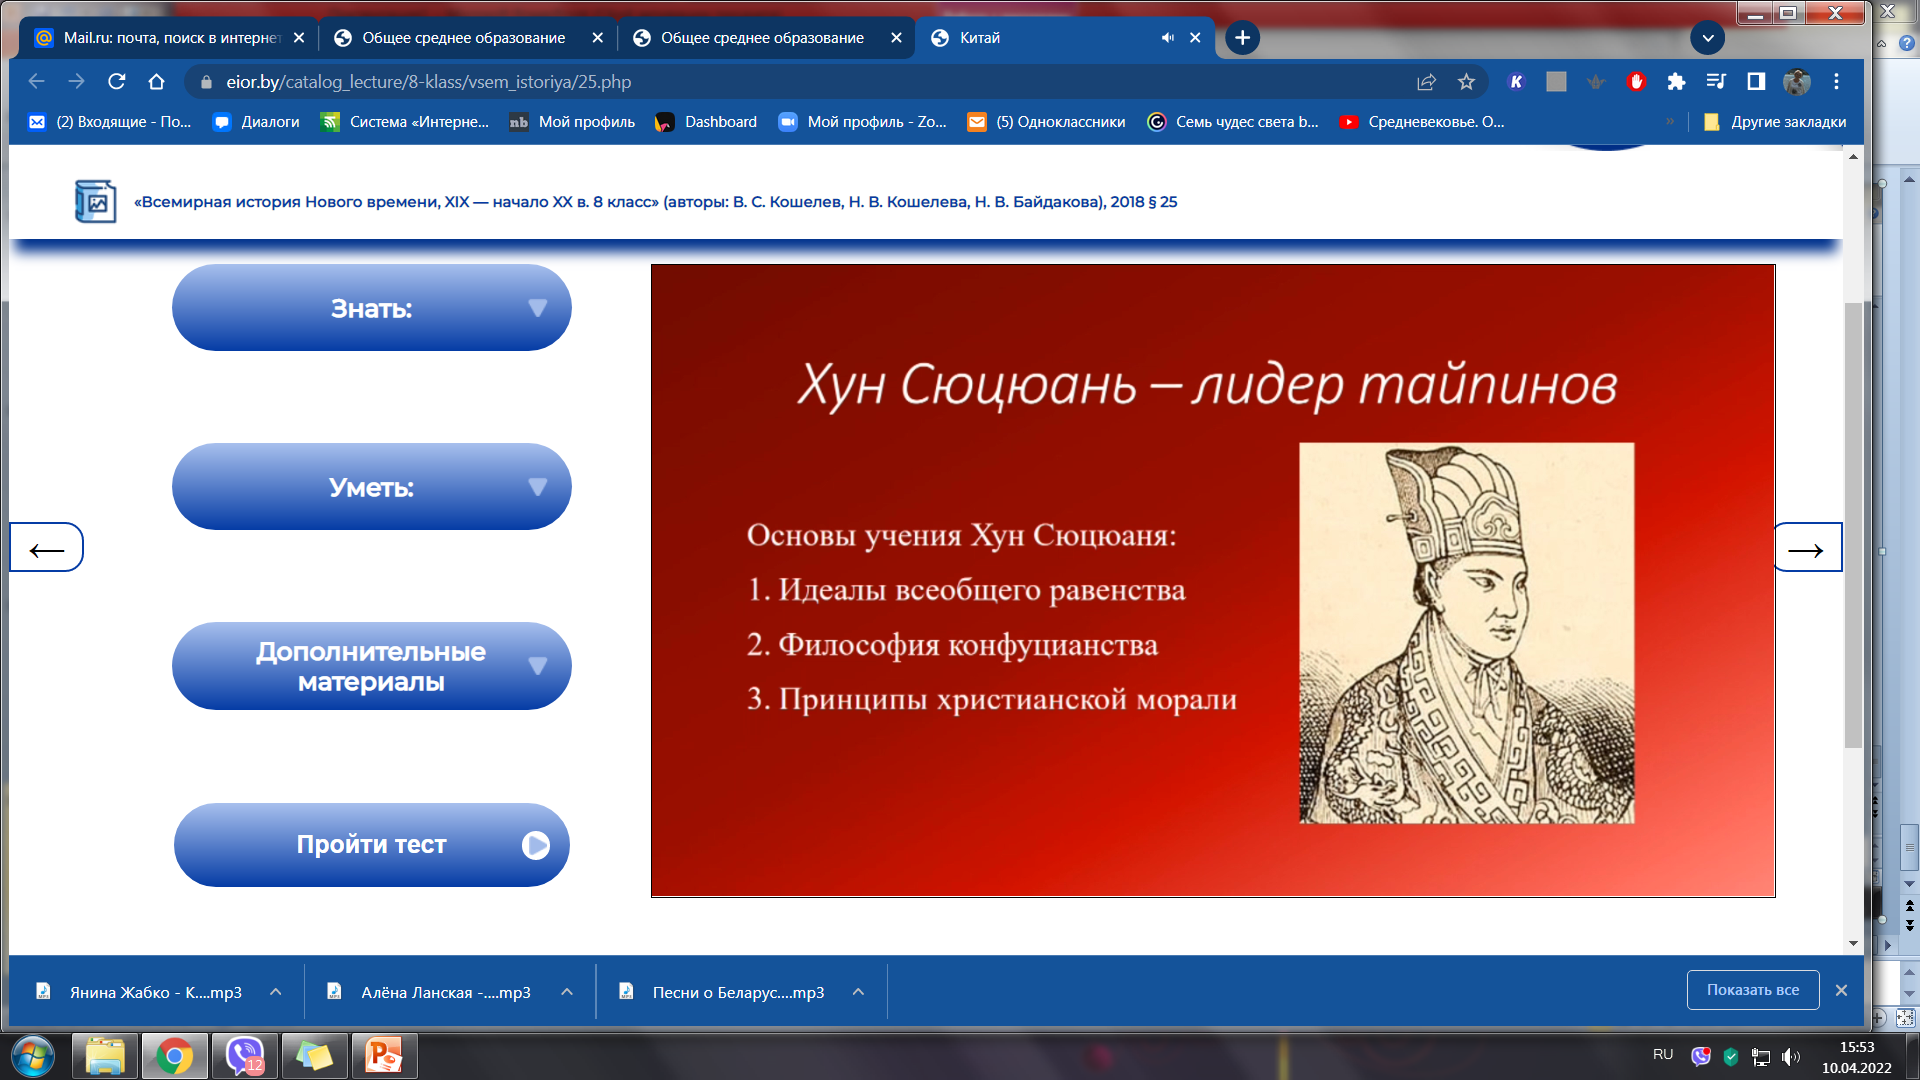 Mail.ru: почта, поиск в интернет
Общее среднее образование
Общее среднее образование
Китай
eior.by/catalog_lecture/8-klass/vsem_istoriya/25.php
(2) Входящие - По...
Диалоги
Система «Интерне...
nb Мой профиль
Dashboard
Мой профиль - Zo...
(5) Одноклассники
Семь чудес света b...
Средневековье. О...
»
Другие закладки
«Всемирная история Нового времени, XIX — начало XX в. 8 класс» (авторы: В. С. Кошелев, Н. В. Кошелева, Н. В. Байдакова), 2018 § 25
Знать:
Уметь:
Дополнительные
материалы
Пройти тест
Хун Сюцюань – лидер тайпинов
Основы учения Хун Сюцюаня:
1. Идеалы всеобщего равенства
2. Философия конфуцианства
3. Принципы христианской морали
Янина Жабко - К....mp3
Алёна Ланская -....mp3
Песни о Беларус....mp3
Показать все
12
RU
15:53
10.04.2022